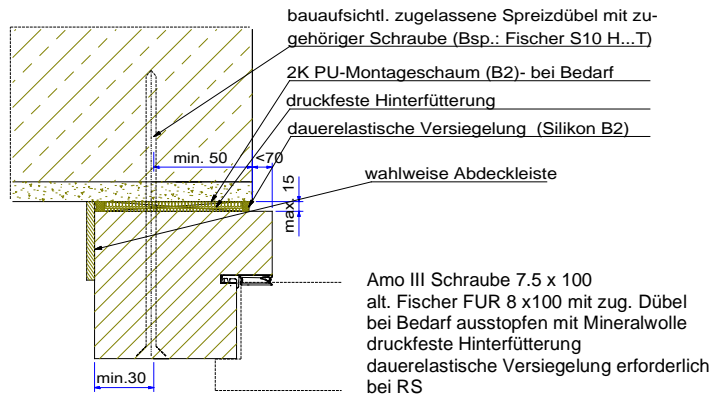 bauaufsichtl. zugelassene Spreizdübel mit zu-
gehöriger Schraube (Bsp.: Fischer S10 H...T)
2K PU-Montageschaum (B2)- bei Bedarf
druckfeste Hinterfütterung
dauerelastische Versiegelung (Silikon B2)
min. 50
<70
wahlweise Abdeckleiste
max. 15
Amo III Schraube 7.5 x 100
alt. Fischer FUR 8 x100 mit zug. Dübel
bei Bedarf ausstopfen mit Mineralwolle
druckfeste Hinterfütterung
dauerelastische Versiegelung erforderlich
bei RS
min.30